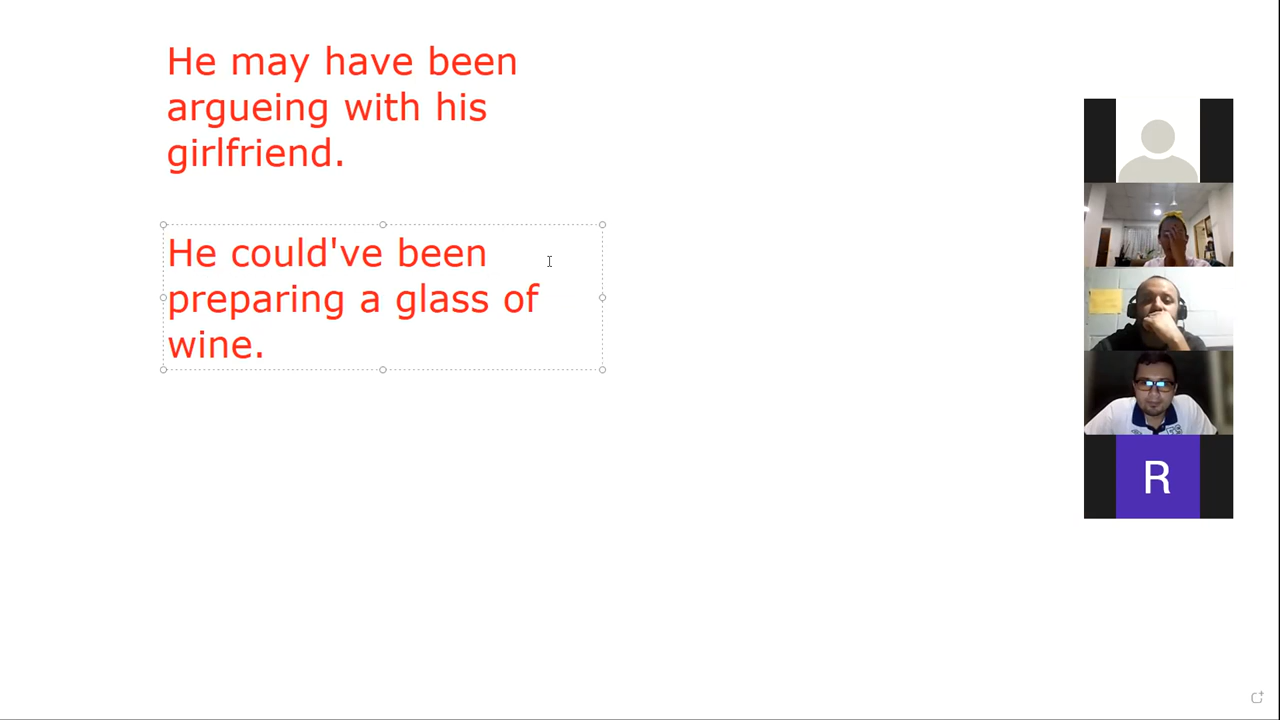 He may have been
argueing with his
girlfriend.
He could've been
preparing a glass of
wine.
R